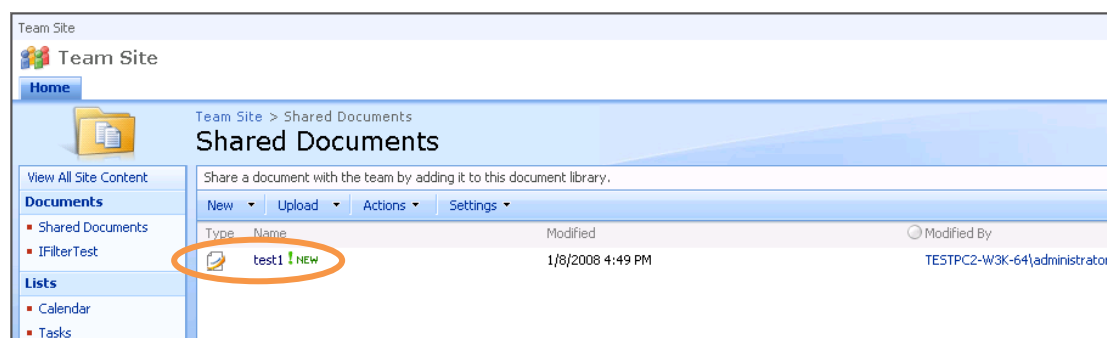 Team Site
Team Site
Home
Team Site > Shared Documents
Shared Documents
View All Site Content
Share a document with the team by adding it to this document library.
Documents
New Upload Actions Settings
Shared Documents
IFilterTest
Type Name Modified Modified By
test1 ! NEW 1/8/2008 4:49 PM TESTPC2-W3K-64\administrator
Lists
Calendar
Tasks